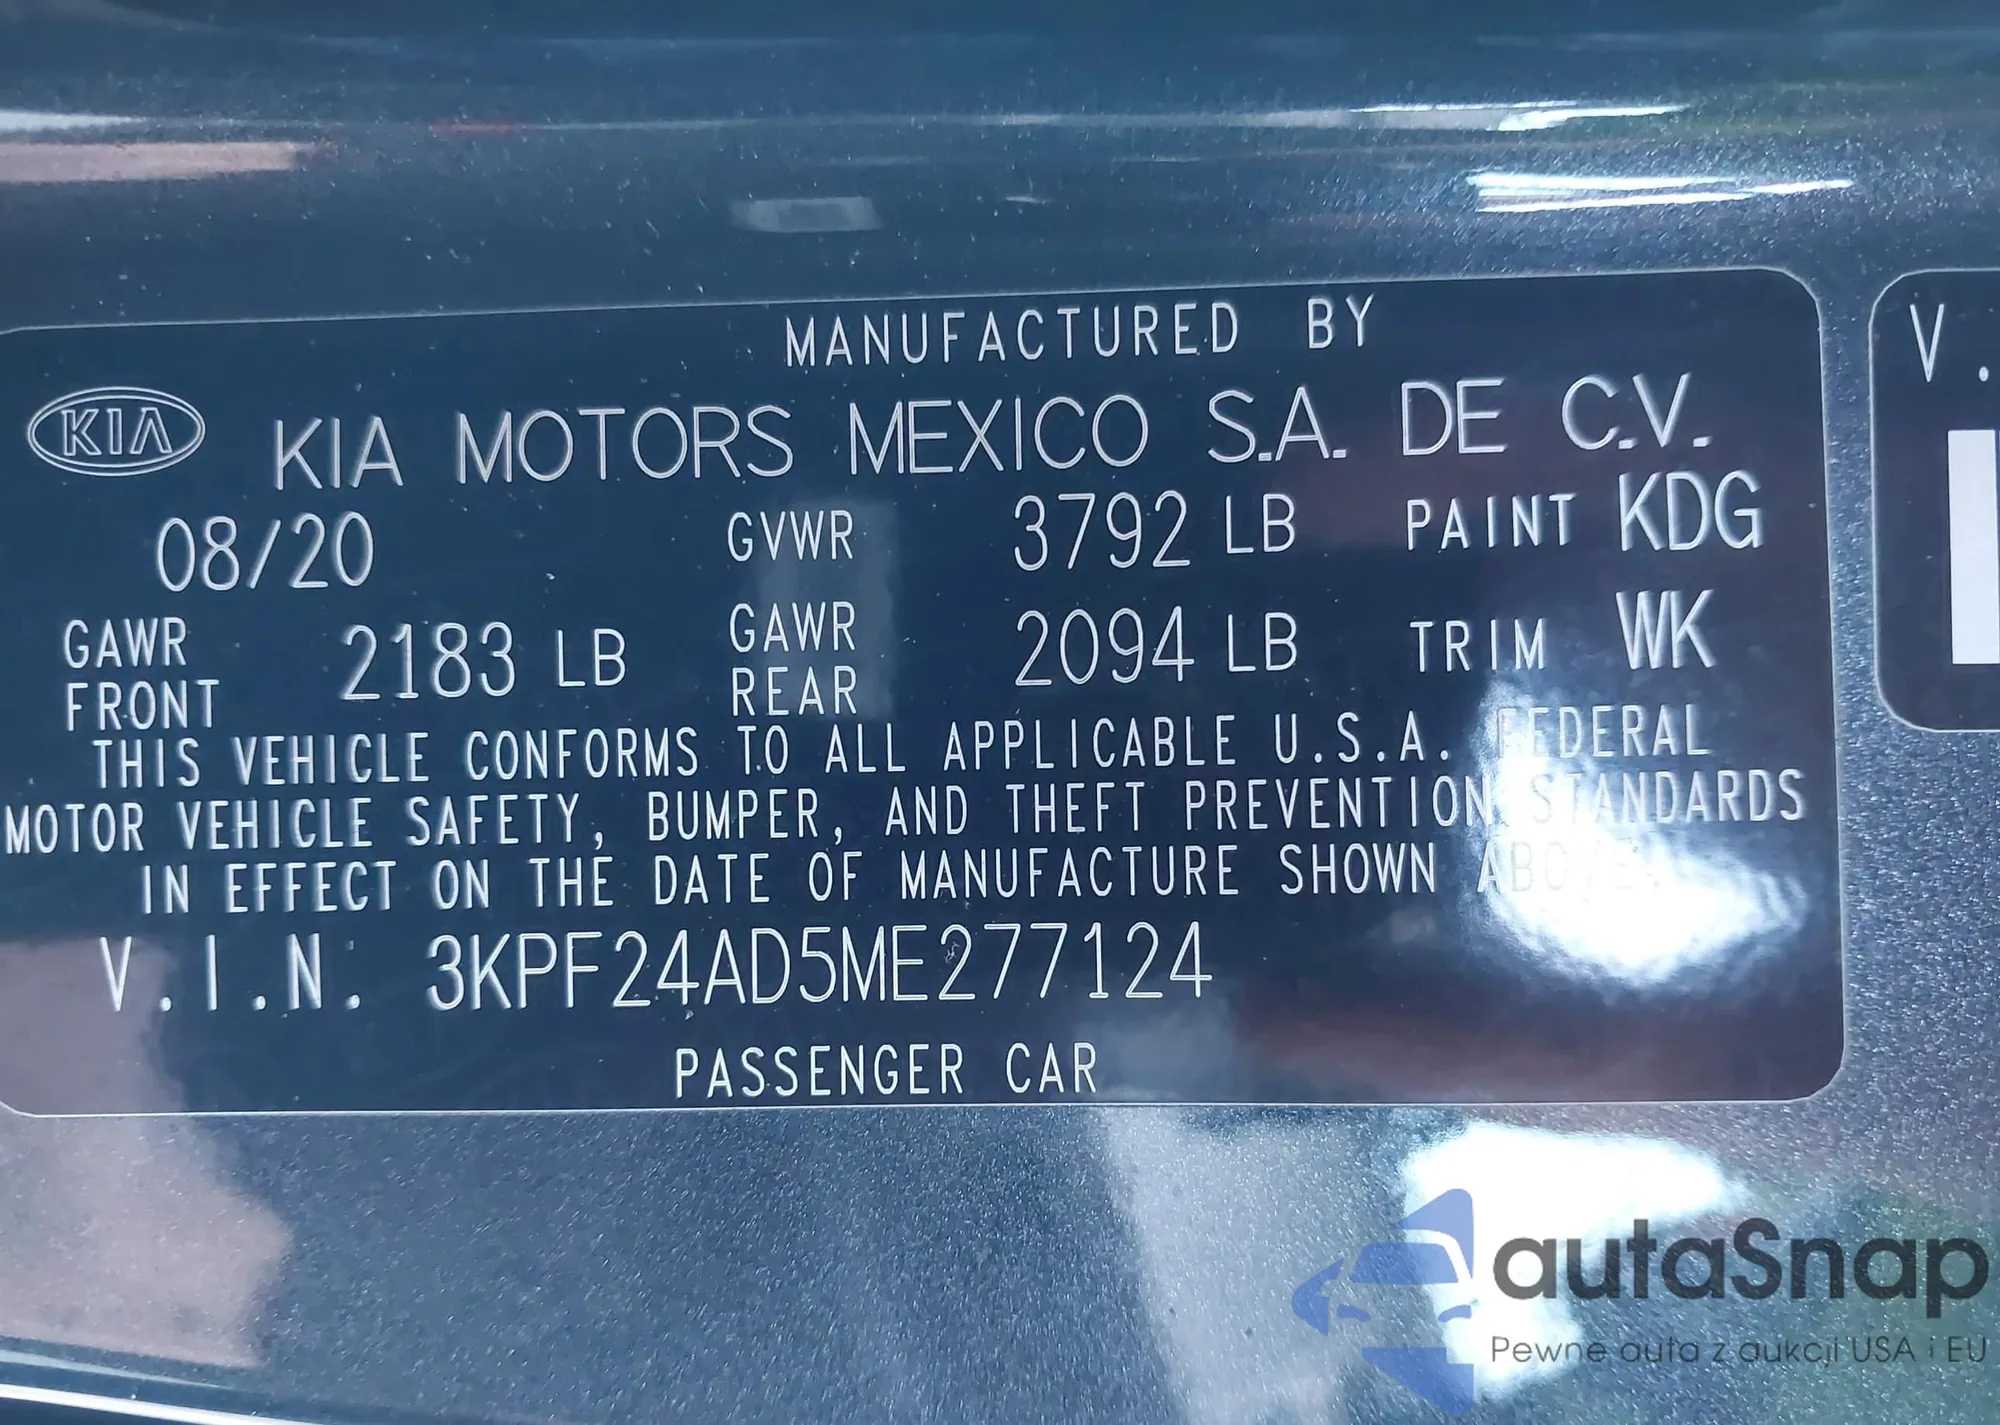 MANUFACTURED BY
KIA KIA MOTORS MEXICO S.A. DE C.V.
08/20 GVWR 3792 LB PAINT KDG
GAWR FRONT 2183 LB GAWR REAR 2094 LB TRIM WK
THIS VEHICLE CONFORMS TO ALL APPLICABLE U.S.A. FEDERAL
MOTOR VEHICLE SAFETY, BUMPER, AND THEFT PREVENTION STANDARDS
IN EFFECT ON THE DATE OF MANUFACTURE SHOWN ABOVE.
V.I.N. : 3KPF24AD5ME277124
PASSENGER CAR
V.
autaSnap
Pewne auta z aukcji USA i EU